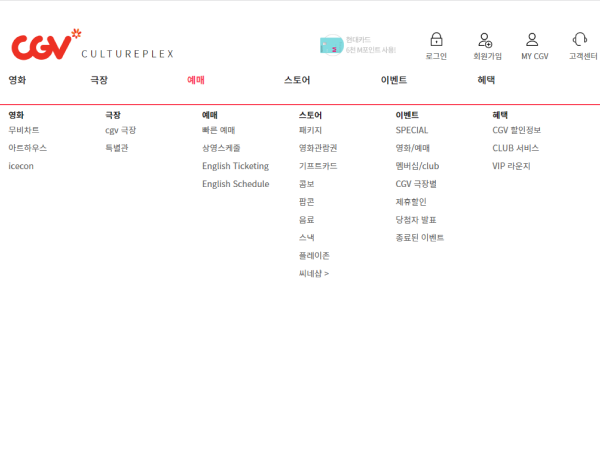 CGV CULTUREPLEX
현대카드
M포인트 사용)
로그인 회원가입 MY CGV 고객센터
영화 극장 예매 스토어 이벤트 혜택
영화
무비차트
아트하우스
icecon
극장
cgv 극장
특별관
예매
빠른 예매
상영스케줄
English Ticketing
English Schedule
스토어
패키지
영화관람권
기프트카드
콤보
팝콘
음료
스낵
플레이존
씨네샵 >
이벤트
SPECIAL
영화/예매
멤버십/club
CGV 극장별
제휴할인
당첨자 발표
종료된 이벤트
혜택
CGV 할인정보
CLUB 서비스
VIP 라운지